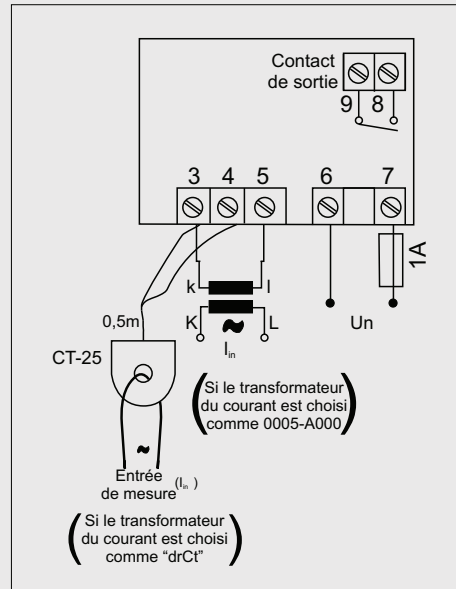 Contact
de sortie
9 8
3 4 5 6 7
1A
k l
0,5m
K L
Un
I in
CT-25
(Si le transformateur
du courant est choisi
comme 0005-A000)
Entrée
de mesure (I in )
(Si le transformateur
du courant est choisi
comme “drCt”)